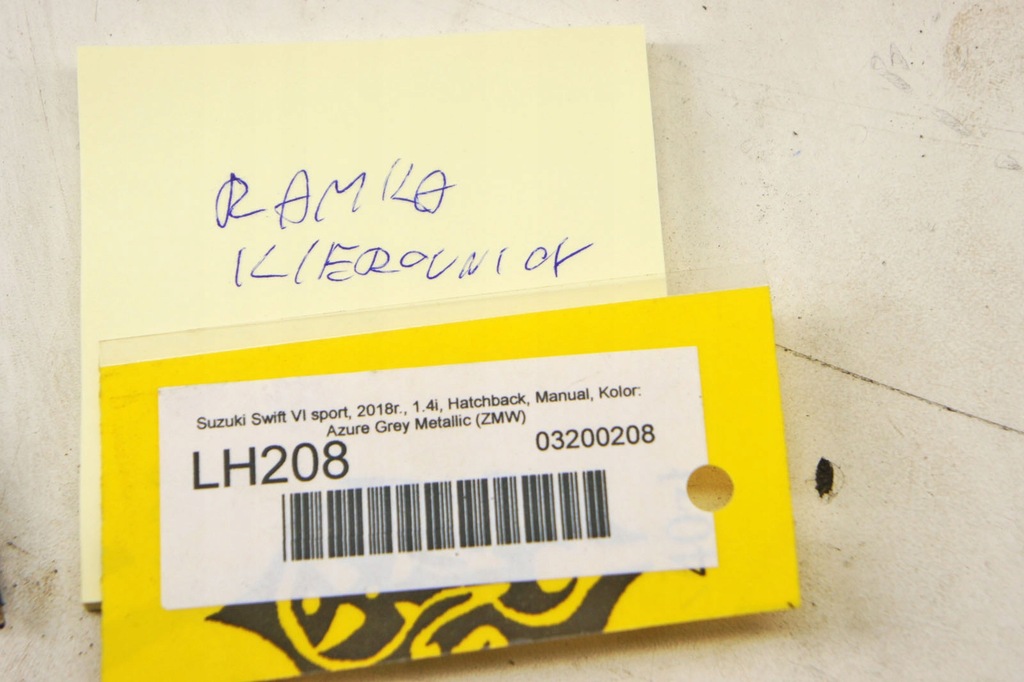 RAMKA
KIEROWNICY
Suzuki Swift VI sport, 2018r., 1.4i, Hatchback, Manual, Kolor:
Azure Grey Metallic (ZMW)
LH208
03200208